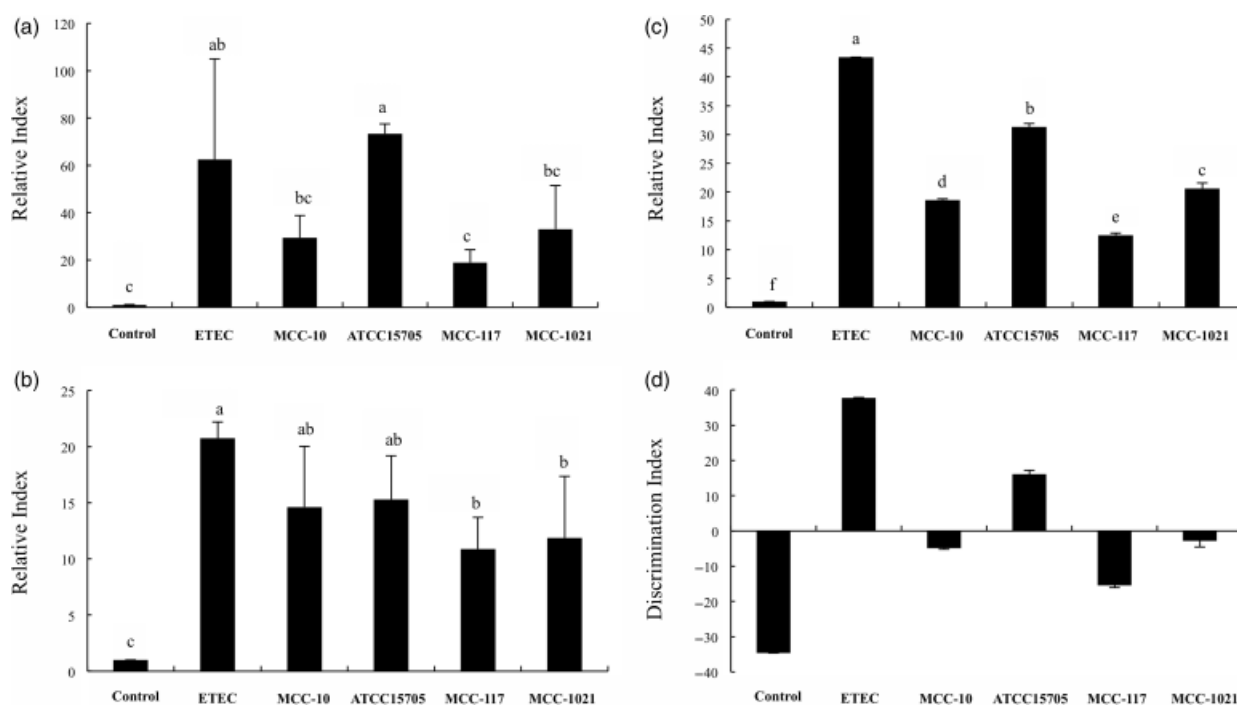 (a)
120
100
80
60
40
20
0
Relative Index
c
ab
bc
a
c
bc
Control ETEC MCC-10 ATCC15705 MCC-117 MCC-1021
(b)
25
20
15
10
5
0
Relative Index
c
a
ab
ab
b
b
Control ETEC MCC-10 ATCC15705 MCC-117 MCC-1021
(c)
50
45
40
35
30
25
20
15
10
5
0
Relative Index
f
a
d
b
e
c
Control ETEC MCC-10 ATCC15705 MCC-117 MCC-1021
(d)
40
30
20
10
0
−10
−20
−30
−40
Discrimination Index
Control ETEC MCC-10 ATCC15705 MCC-117 MCC-1021